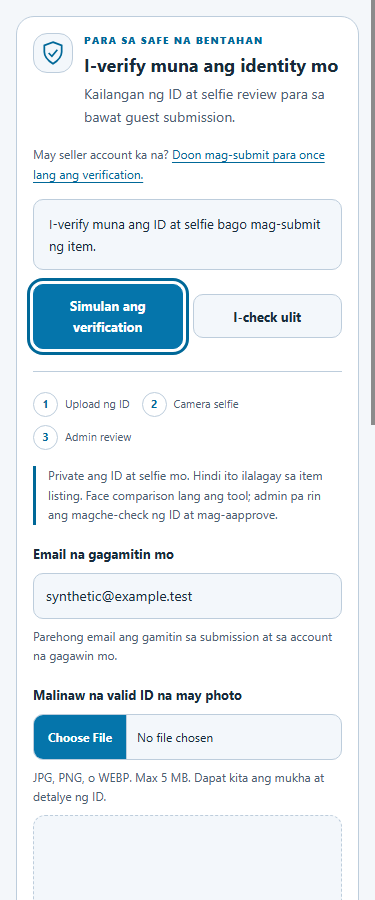 PARA SA SAFE NA BENTAHAN
I-verify muna ang identity mo
Kailangan ng ID at selfie review para sa
bawat guest submission.
May seller account ka na? Doon mag-submit para once
lang ang verification.
I-verify muna ang ID at selfie bago mag-submit
ng item.
Simulan ang
verification
I-check ulit
1 Upload ng ID 2 Camera selfie
3 Admin review
Private ang ID at selfie mo. Hindi ito ilalagay sa item
listing. Face comparison lang ang tool; admin pa rin
ang magche-check ng ID at mag-aapprove.
Email na gagamitin mo
synthetic@example.test
Parehong email ang gamitin sa submission at sa account
na gagawin mo.
Malinaw na valid ID na may photo
Choose File No file chosen
JPG, PNG, o WEBP. Max 5 MB. Dapat kita ang mukha at
detalye ng ID.